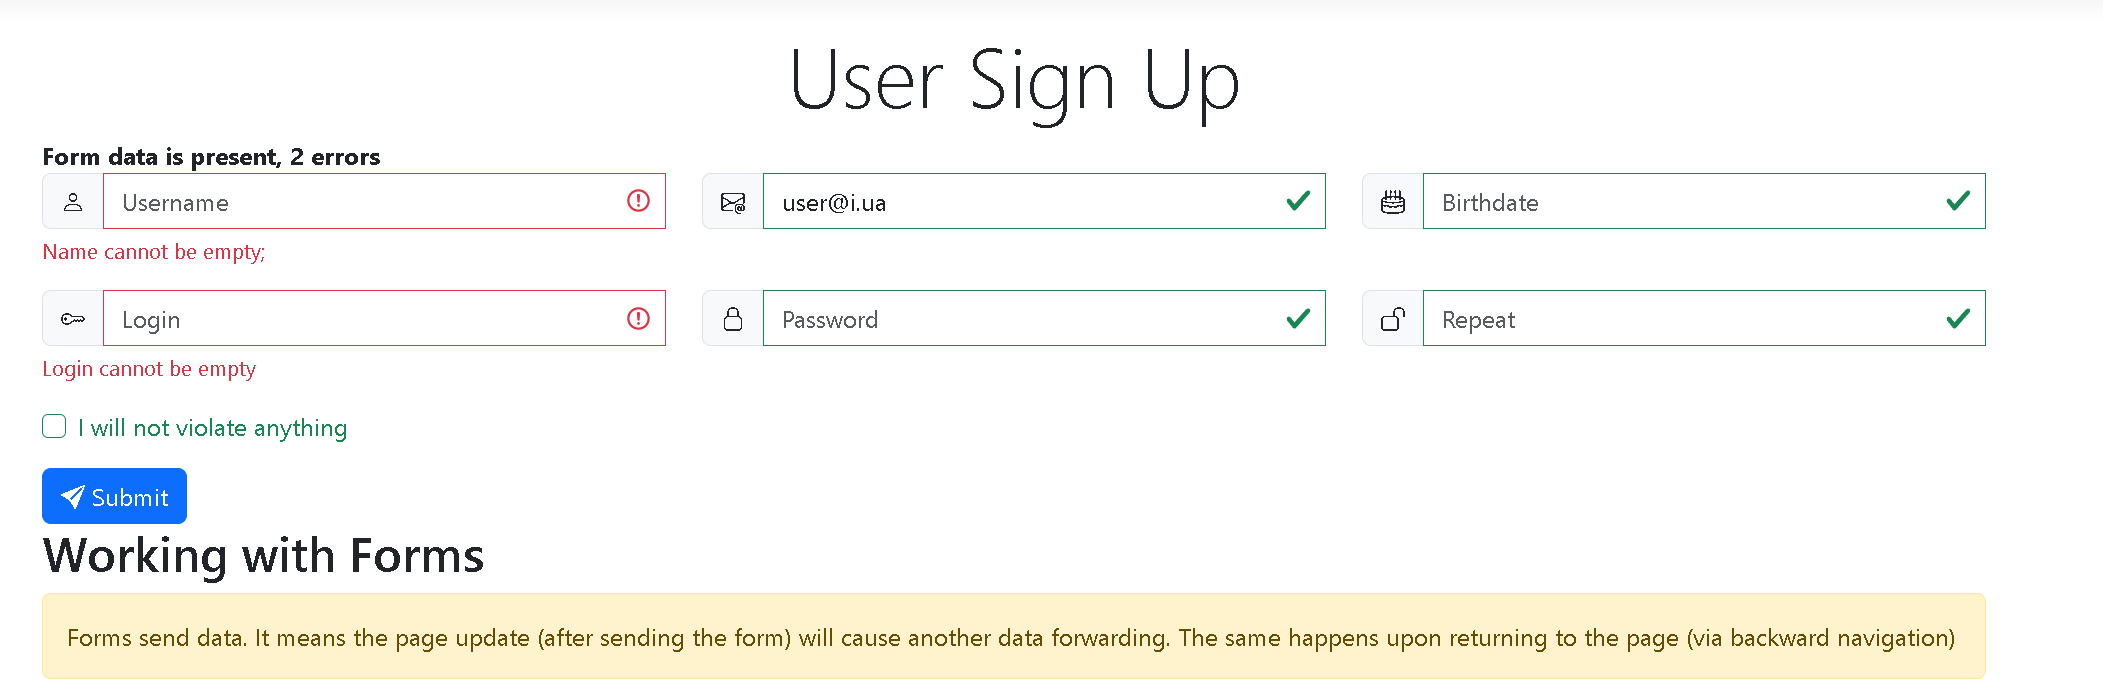 User Sign Up
Form data is present, 2 errors
Username
user@i.ua
Birthdate
Name cannot be empty;
Login
Password
Repeat
Login cannot be empty
I will not violate anything
Submit
Working with Forms
Forms send data. It means the page update (after sending the form) will cause another data forwarding. The same happens upon returning to the page (via backward navigation)